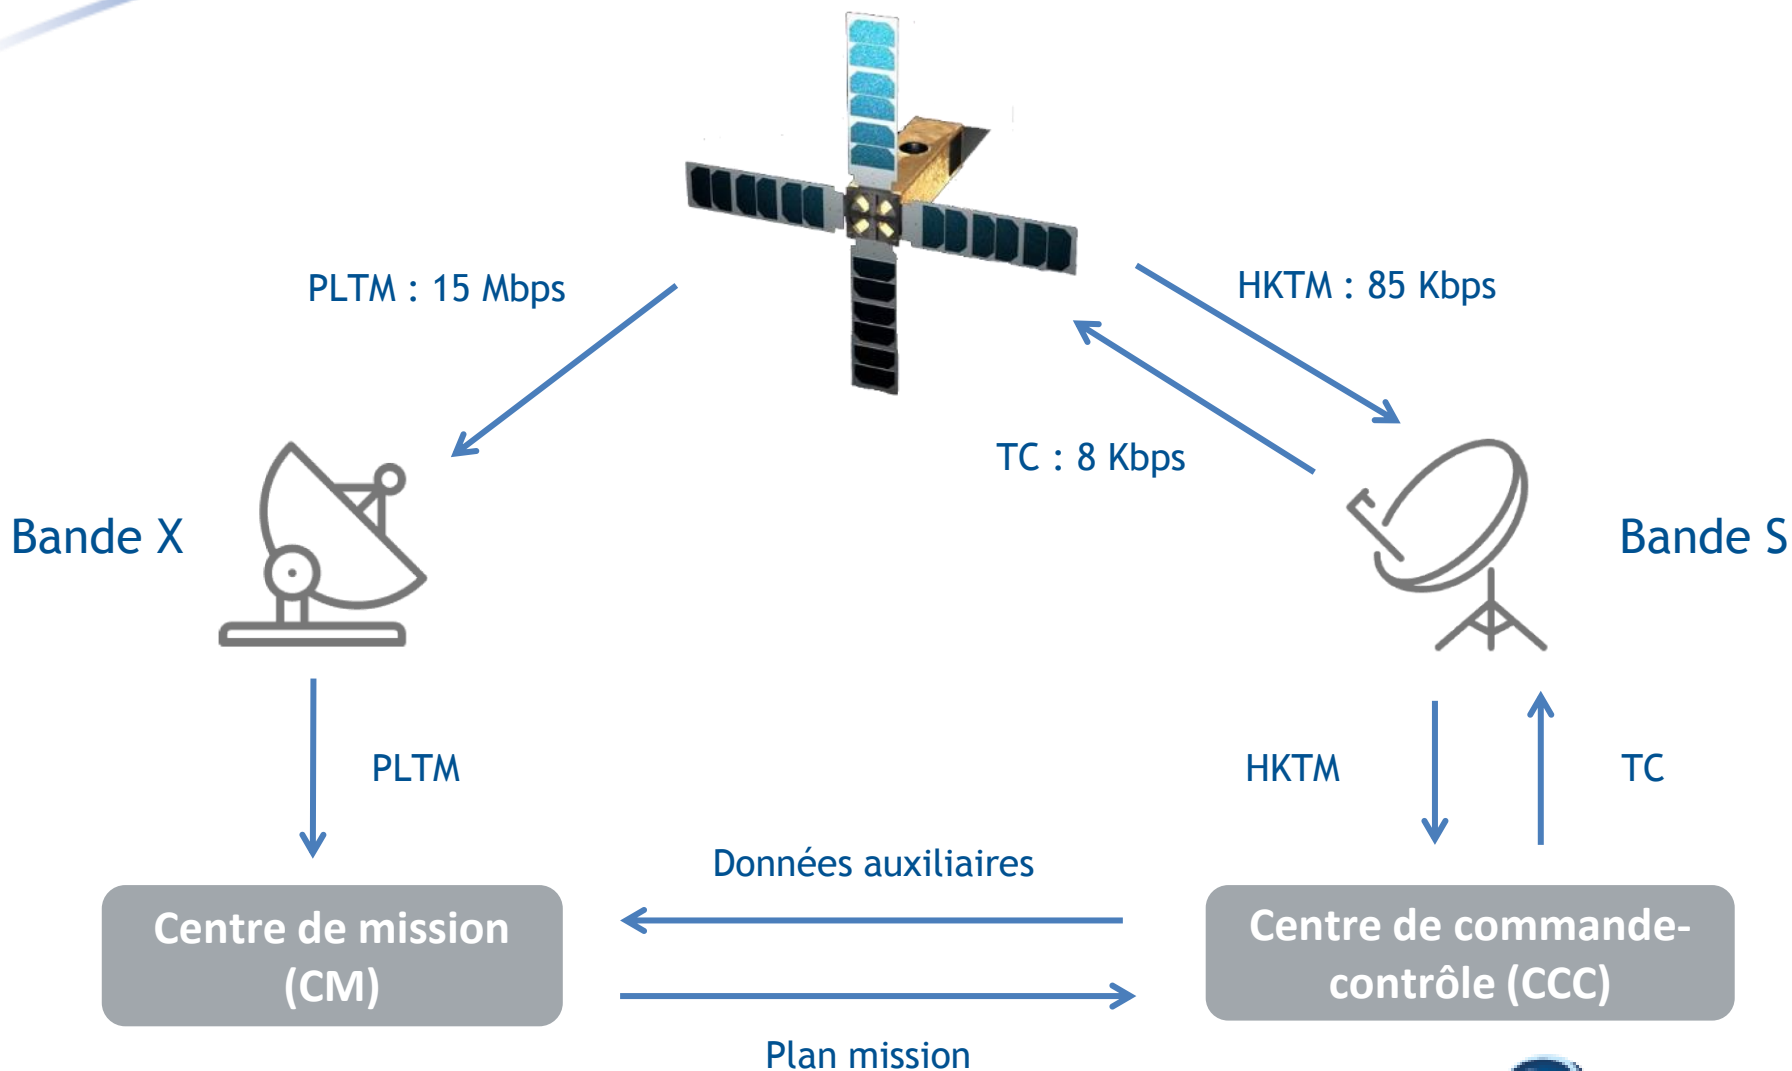 PLTM : 15 Mbps
HKTM : 85 Kbps
TC : 8 Kbps
Bande X
Bande S
PLTM
HKTM
TC
Données auxiliaires
Centre de mission
(CM)
Centre de commande-
contrôle (CCC)
Plan mission